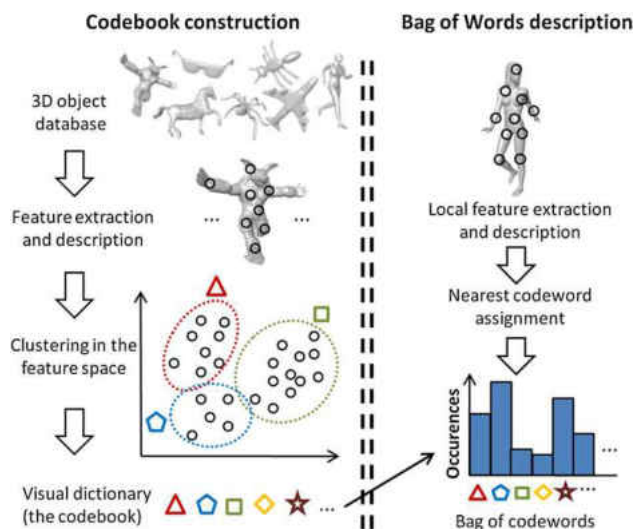 Codebook construction
3D object
database
Feature extraction
and description
...
...
Clustering in the
feature space
Visual dictionary
(the codebook)
...
Bag of Words description
Local feature extraction
and description
Nearest codeword
assignment
Occurences
...
...
Bag of codewords